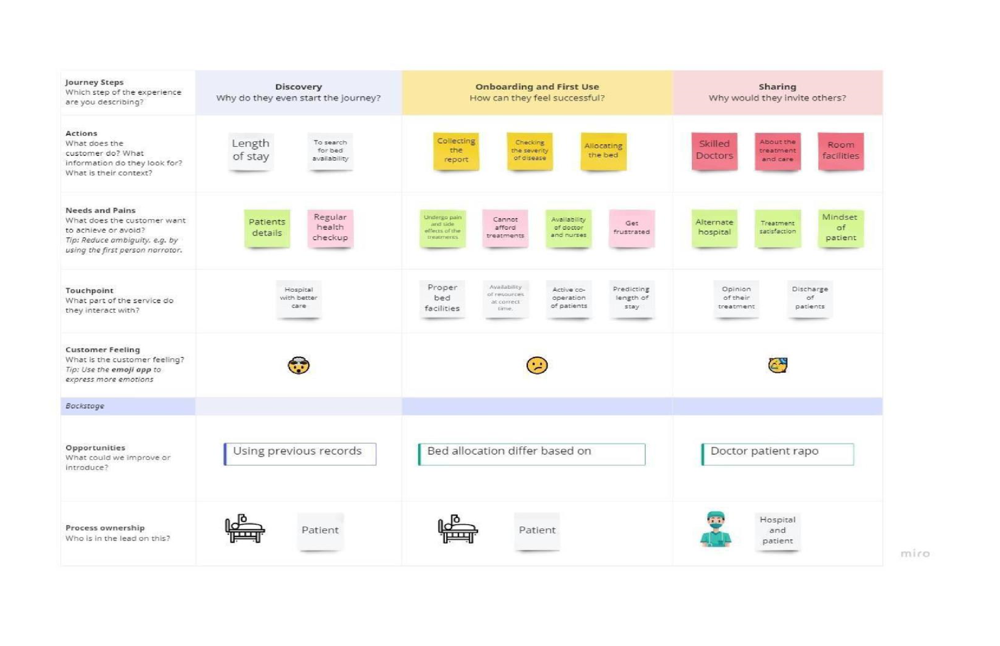 Journey Steps
Which step of the experience
are you describing?
Discovery
Why do they even start the journey?
Onboarding and First Use
How can they feel successful?
Sharing
Why would they invite others?
Actions
What does the
customer do? What
information do they look for?
What is their context?
Length
of stay
To search
for bed
availability
Collecting
the
report
Checking
the severity
of disease
Allocating
the bed
Skilled
Doctors
About the
treatment
and care
Room
facilities
Needs and Pains
What does the customer want
to achieve or avoid?
Tip: Reduce ambiguity, e.g. by
using the first person narrator.
Patients
details
Regular
health
checkup
Undergo pain
and side
effects of the
treatments
Cannot
afford
treatments
Availability
of doctor
and nurses
Get
frustrated
Alternate
hospital
Treatment
satisfaction
Mindset
of
patient
Touchpoint
What part of the service do
they interact with?
Hospital
with better
care
Proper
bed
facilities
Availability
of resources
at correct
time.
Active co-
operation
of patients
Predicting
length of
stay
Opinion
of their
treatment
Discharge
of
patients
Customer Feeling
What is the customer feeling?
Tip: Use the emoji app to
express more emotions
Backstage
Opportunities
What could we improve or
introduce?
Using previous records
Bed allocation differ based on
Doctor patient rapo
Process ownership
Who is in the lead on this?
Patient
Patient
Hospital
and
patient
miro